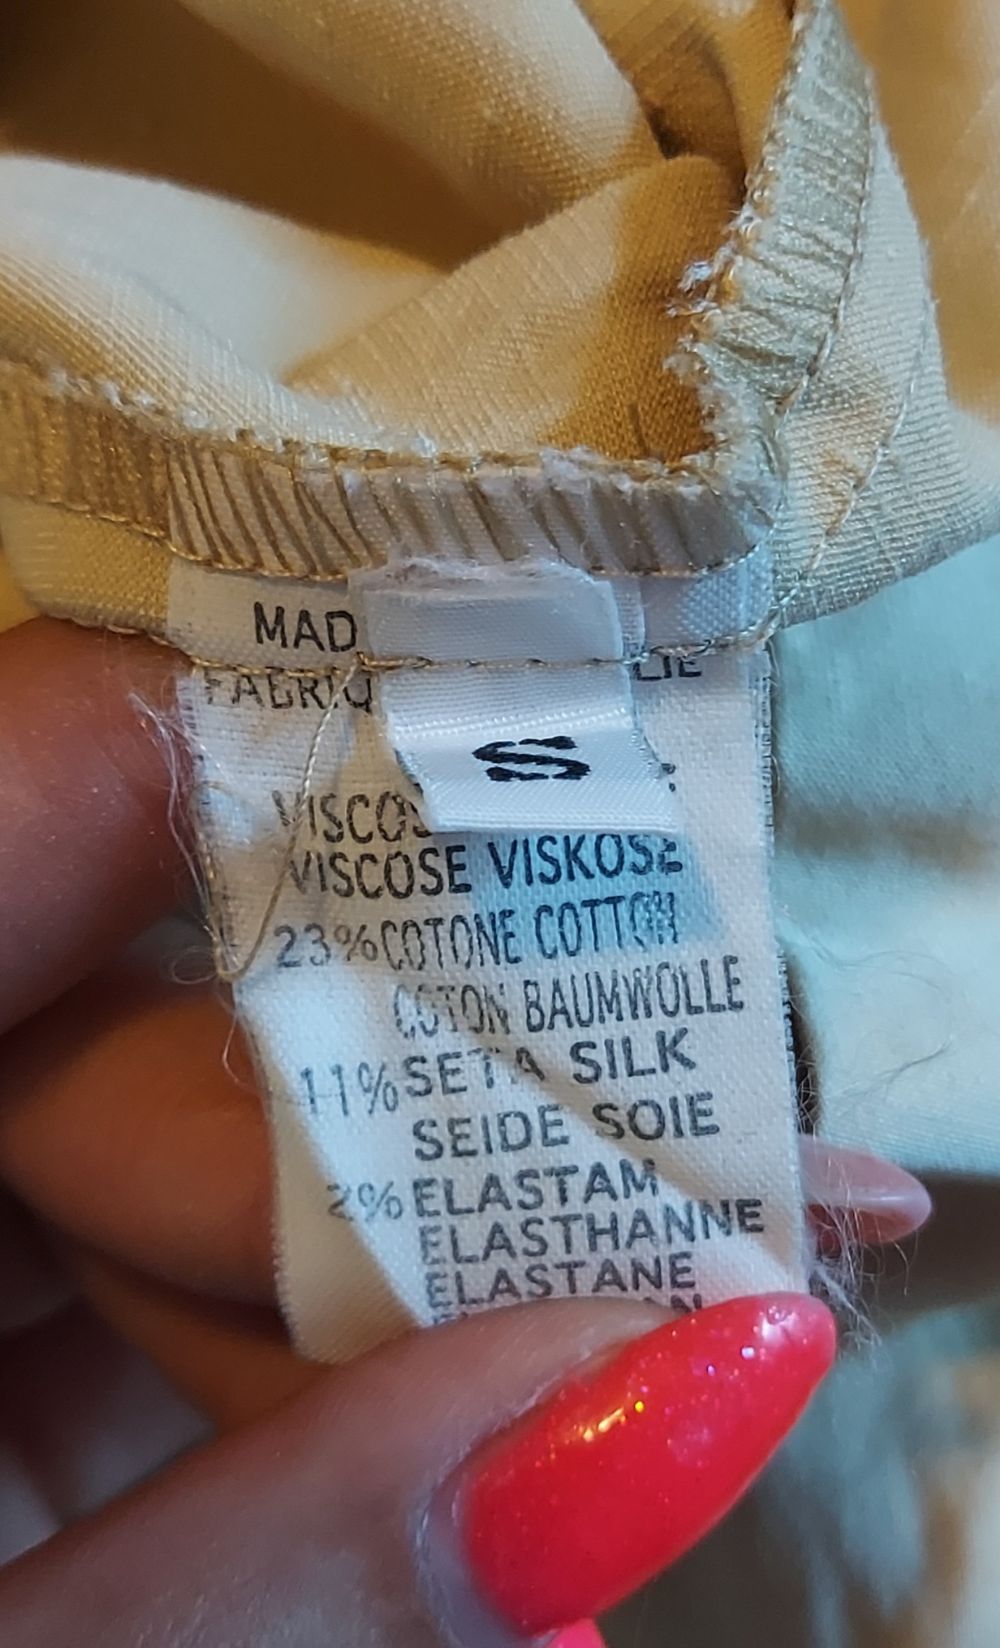 MAD
FABRIQ LIE
S
VISCOS
VISCOSE VISKOSE
23% COTONE COTTON
COTON BAUMWOLLE
11% SETA SILK
SEIDE SOIE
2% ELASTAM
ELASTHANNE
ELASTANE